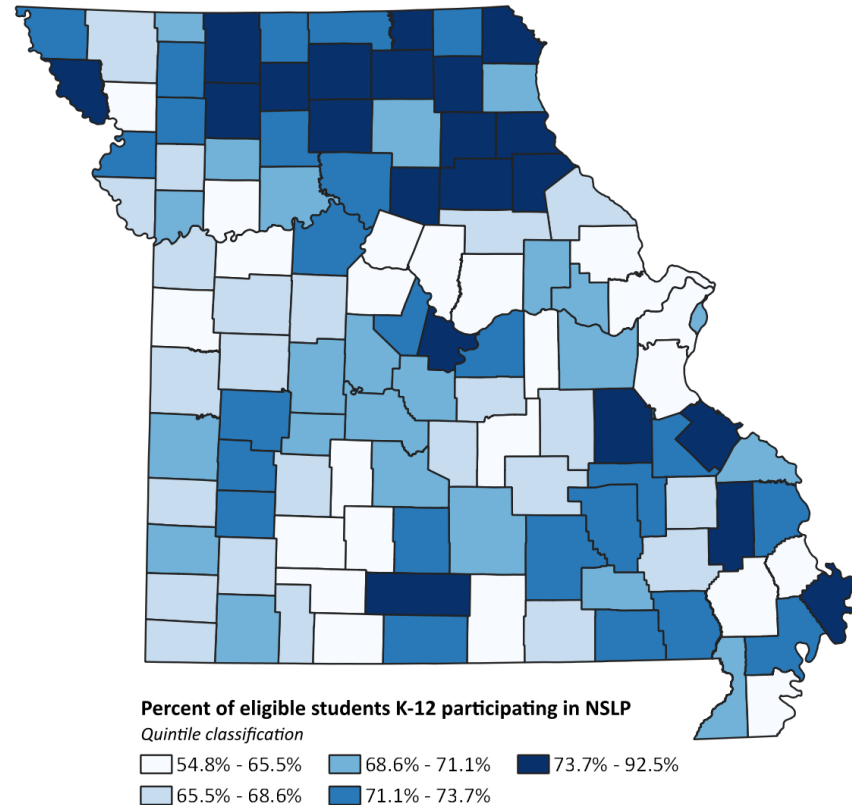 Percent of eligible students K-12 participating in NSLP
Quintile classification
54.8% - 65.5% 68.6% - 71.1% 73.7% - 92.5%
65.5% - 68.6% 71.1% - 73.7%